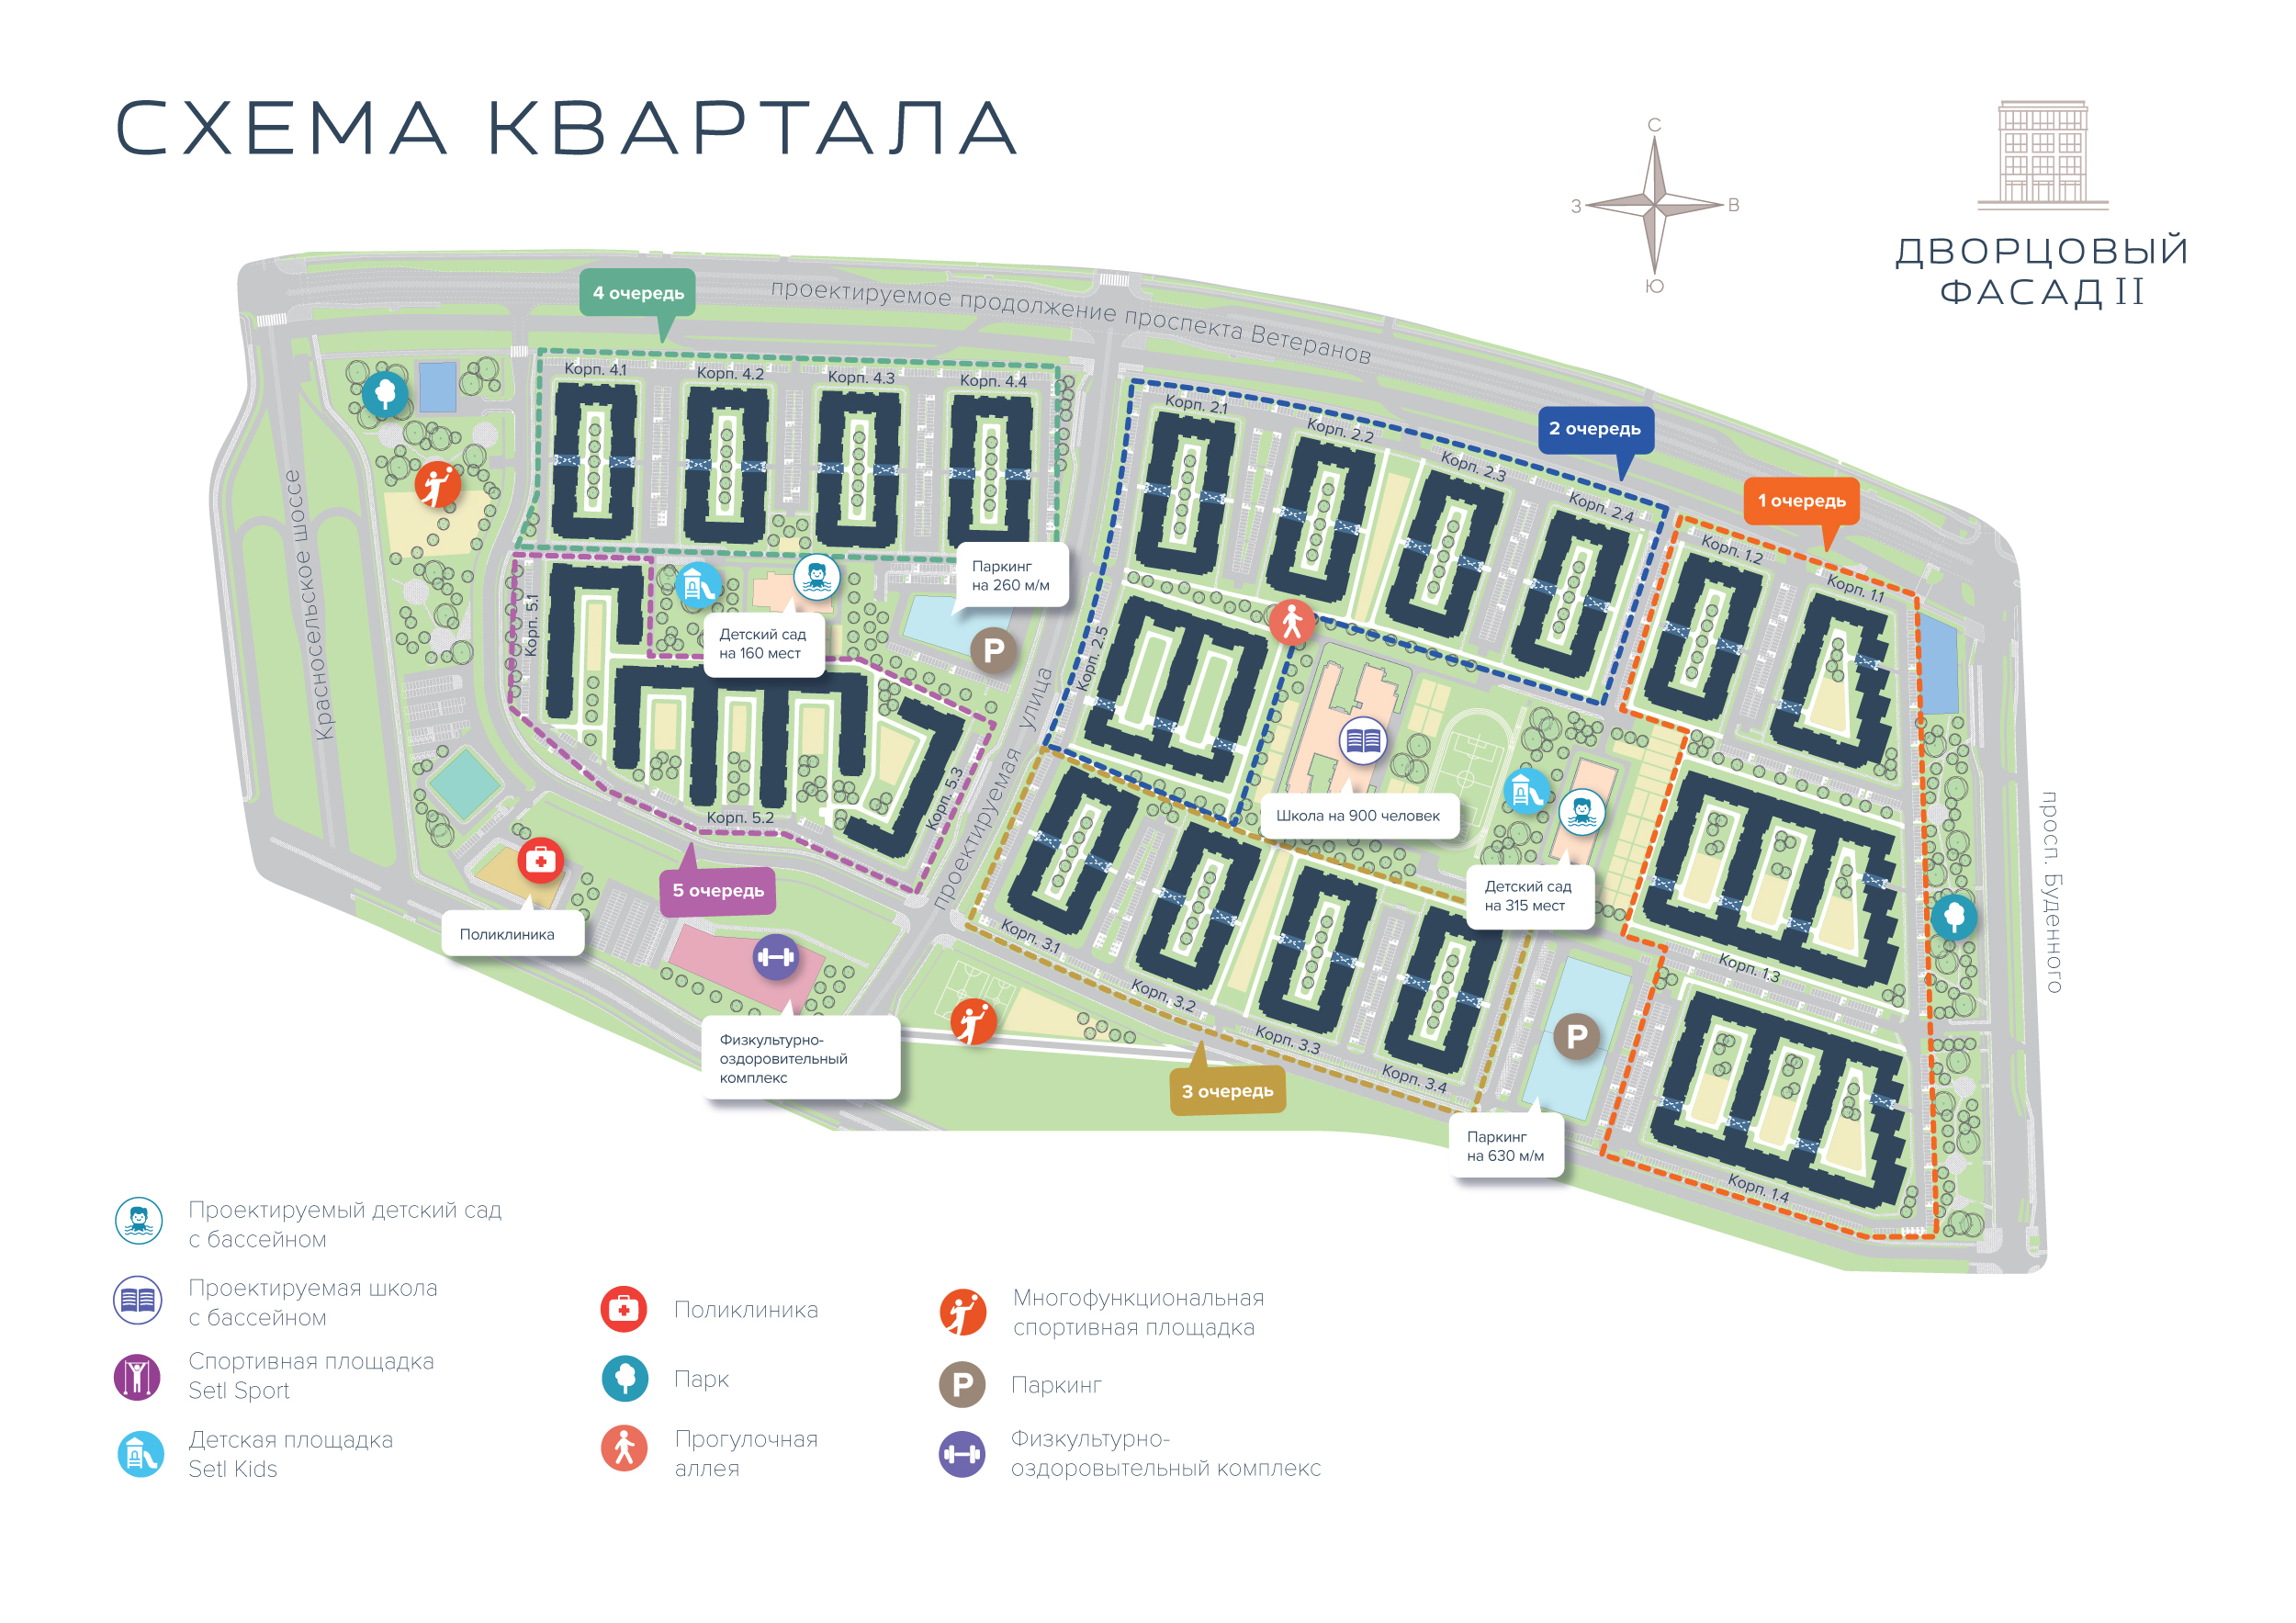 СХЕМА КВАРТАЛА
С
З
В
Ю
ДВОРЦОВЫЙ
ФАСАД II
4 очередь
проектируемое продолжение проспекта Ветеранов
Корп. 4.1
Корп. 4.2
Корп. 4.3
Корп. 4.4
Корп. 2.1
Корп. 2.2
Корп. 2.3
Корп. 2.4
2 очередь
1 очередь
Корп. 1.2
Корп. 1.1
Красносельское шоссе
Корп. 5.1
Паркинг
на 260 м/м
P
Детский сад
на 160 мест
Корп. 2.5
проектируемая улица
Корп. 5.2
Корп. 5.3
5 очередь
Школа на 900 человек
Детский сад
на 315 мест
просп. Буденного
Поликлиника
Корп. 3.1
Корп. 3.2
Корп. 3.3
Корп. 3.4
Корп. 1.3
P
Физкультурно-
оздоровительный
комплекс
3 очередь
Паркинг
на 630 м/м
Корп. 1.4
Проектируемый детский сад
с бассейном
Проектируемая школа
с бассейном
Спортивная площадка
Setl Sport
Детская площадка
Setl Kids
Поликлиника
Парк
Прогулочная
аллея
Многофункциональная
спортивная площадка
P
Паркинг
Физкультурно-
оздоровытельный комплекс